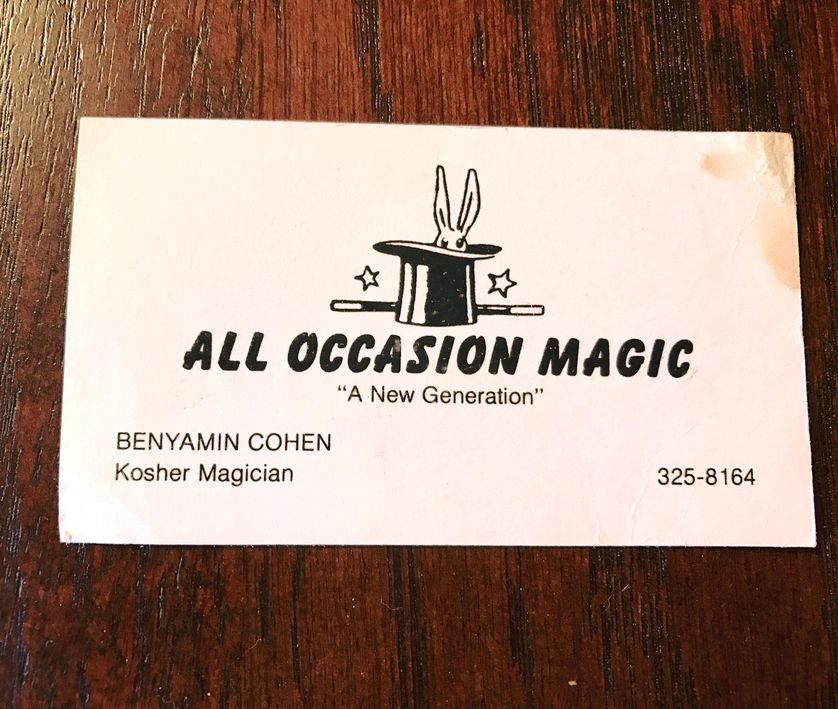 ALL OCCASION MAGIC
“A New Generation”
BENYAMIN COHEN
Kosher Magician
325-8164